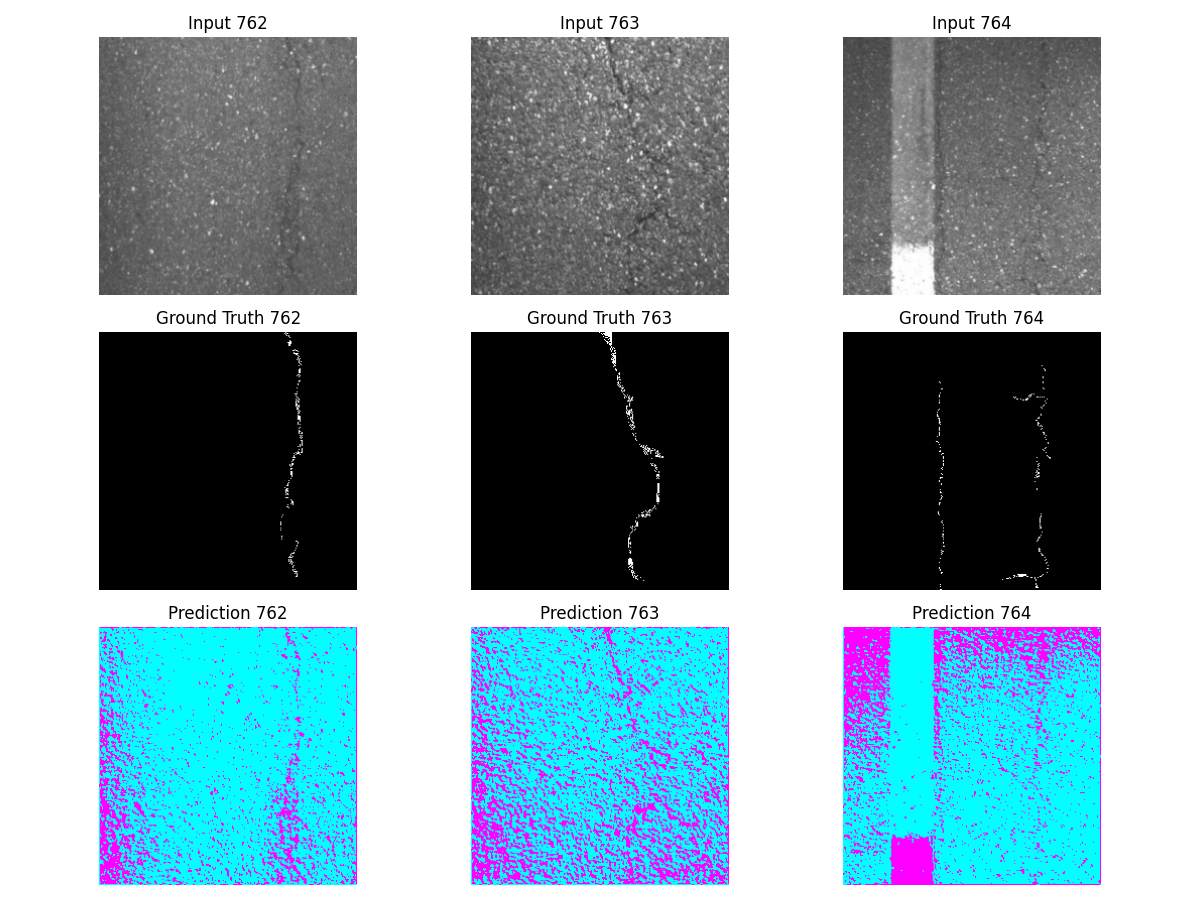 Input 762
Input 763
Input 764
Ground Truth 762
Ground Truth 763
Ground Truth 764
Prediction 762
Prediction 763
Prediction 764